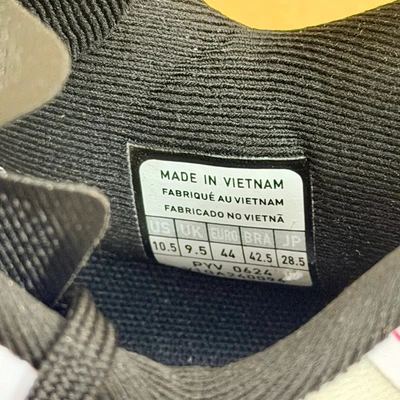 MADE IN VIETNAM
FABRIQUÉ AU VIETNAM
FABRICADO NO VIETNÃ
US UK EURO BRA JP
10.5 9.5 44 42.5 28.5
PYV 0624